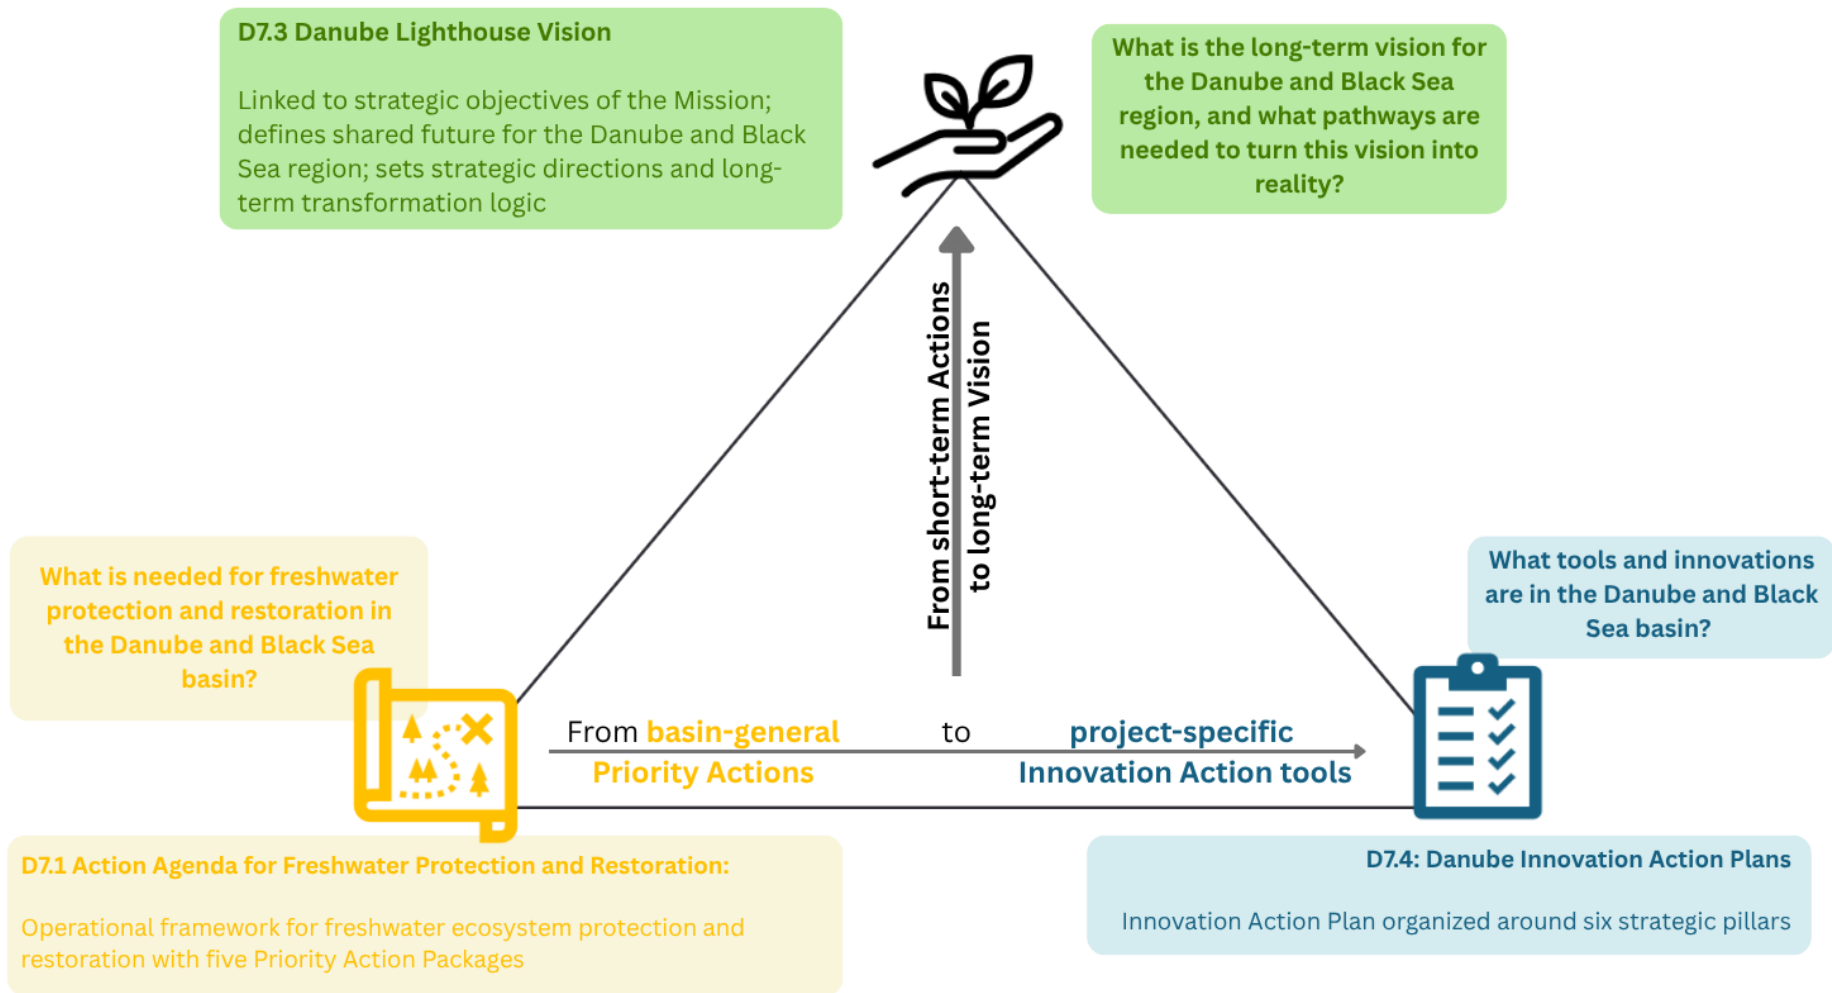 D7.3 Danube Lighthouse Vision
Linked to strategic objectives of the Mission;
defines shared future for the Danube and Black
Sea region; sets strategic directions and long-
term transformation logic
What is the long-term vision for
the Danube and Black Sea
region, and what pathways are
needed to turn this vision into
reality?
From short-term Actions
to long-term Vision
What is needed for freshwater
protection and restoration in
the Danube and Black Sea
basin?
What tools and innovations
are in the Danube and Black
Sea basin?
From basin-general to project-specific
Priority Actions Innovation Action tools
D7.1 Action Agenda for Freshwater Protection and Restoration:
Operational framework for freshwater ecosystem protection and
restoration with five Priority Action Packages
D7.4: Danube Innovation Action Plans
Innovation Action Plan organized around six strategic pillars